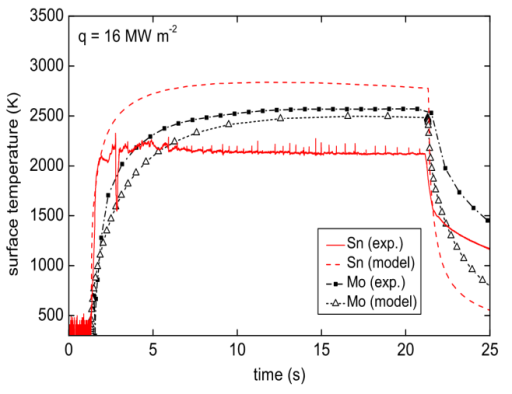 3500
3000
2500
2000
1500
1000
500
surface temperature (K)
q = 16 MW m⁻²
Sn (exp.)
Sn (model)
Mo (exp.)
Mo (model)
0
5
10
15
20
25
time (s)